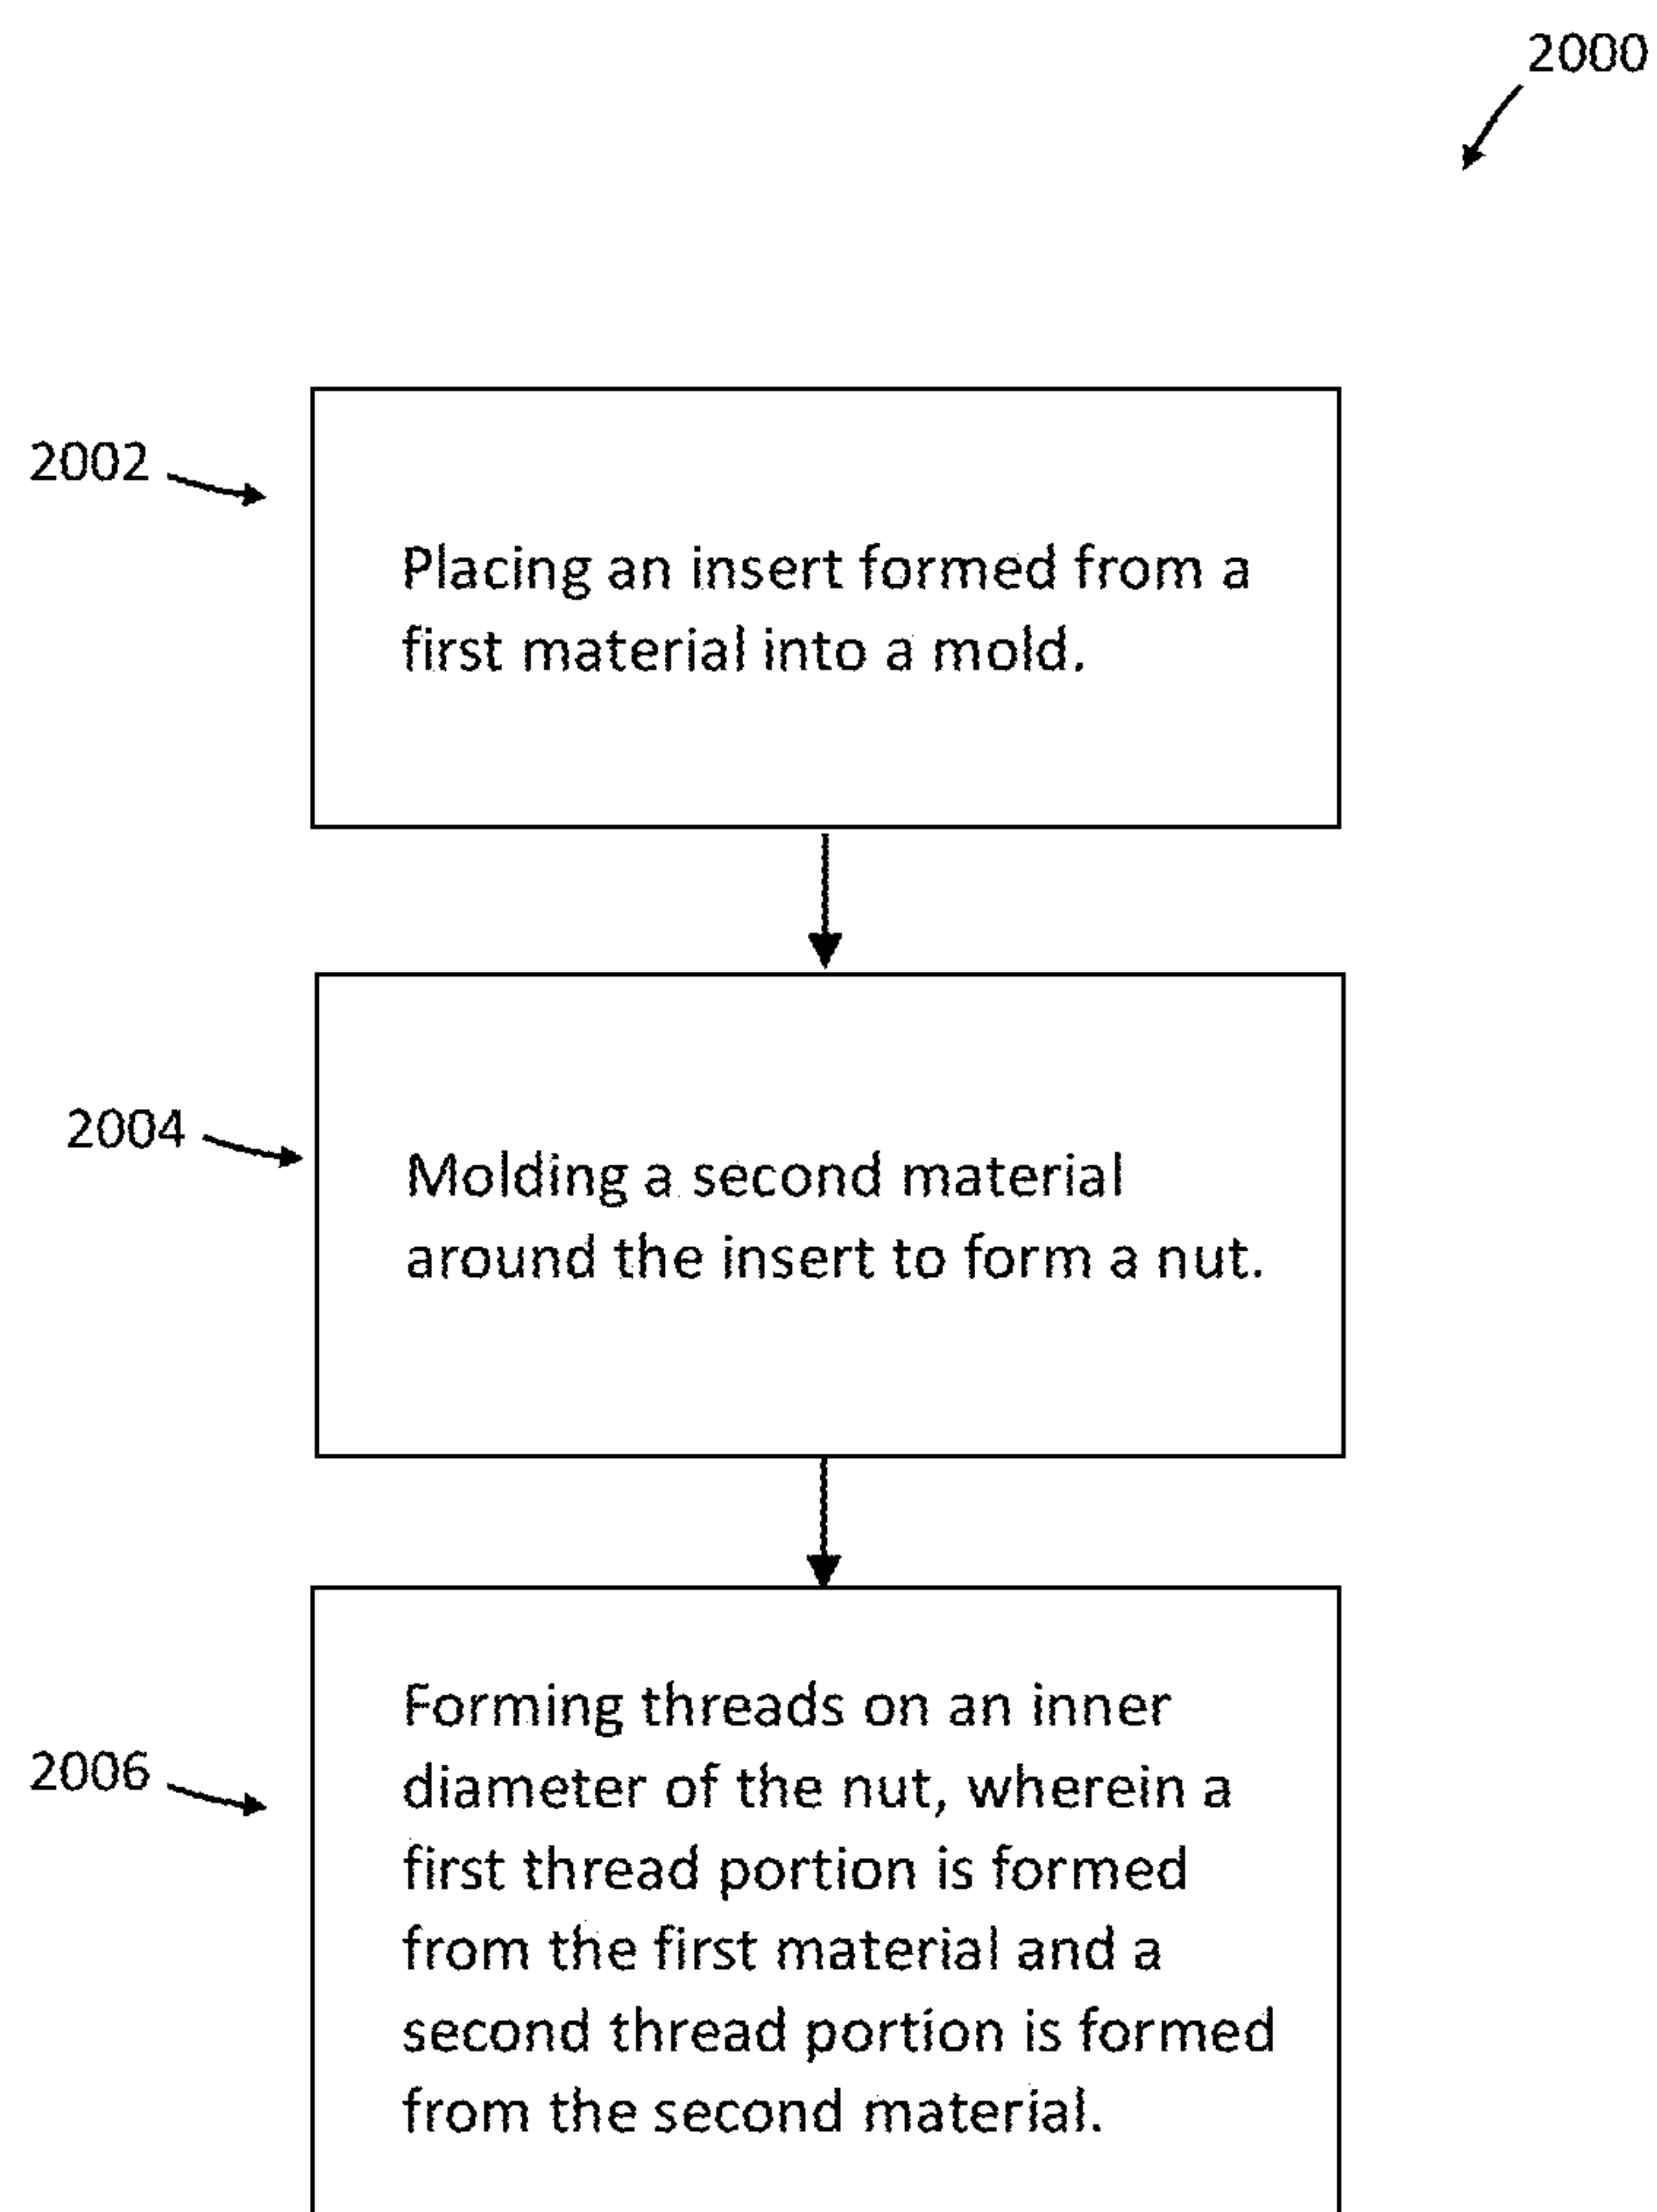 2000
2002
Placing an insert formed from a
first material into a mold.
2004
Molding a second material
around the insert to form a nut.
2006
Forming threads on an inner
diameter of the nut, wherein a
first thread portion is formed
from the first material and a
second thread portion is formed
from the second material.